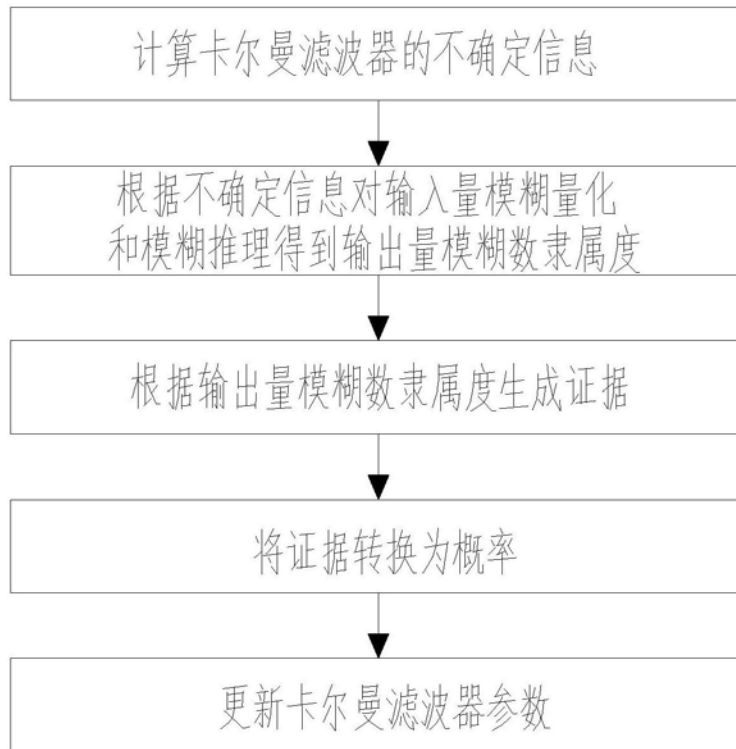 计算卡尔曼滤波器的不确定信息
根据不确定信息对输入量模糊量化
和模糊推理得到输出量模糊数隶属度
根据输出量模糊数隶属度生成证据
将证据转换为概率
更新卡尔曼滤波器参数